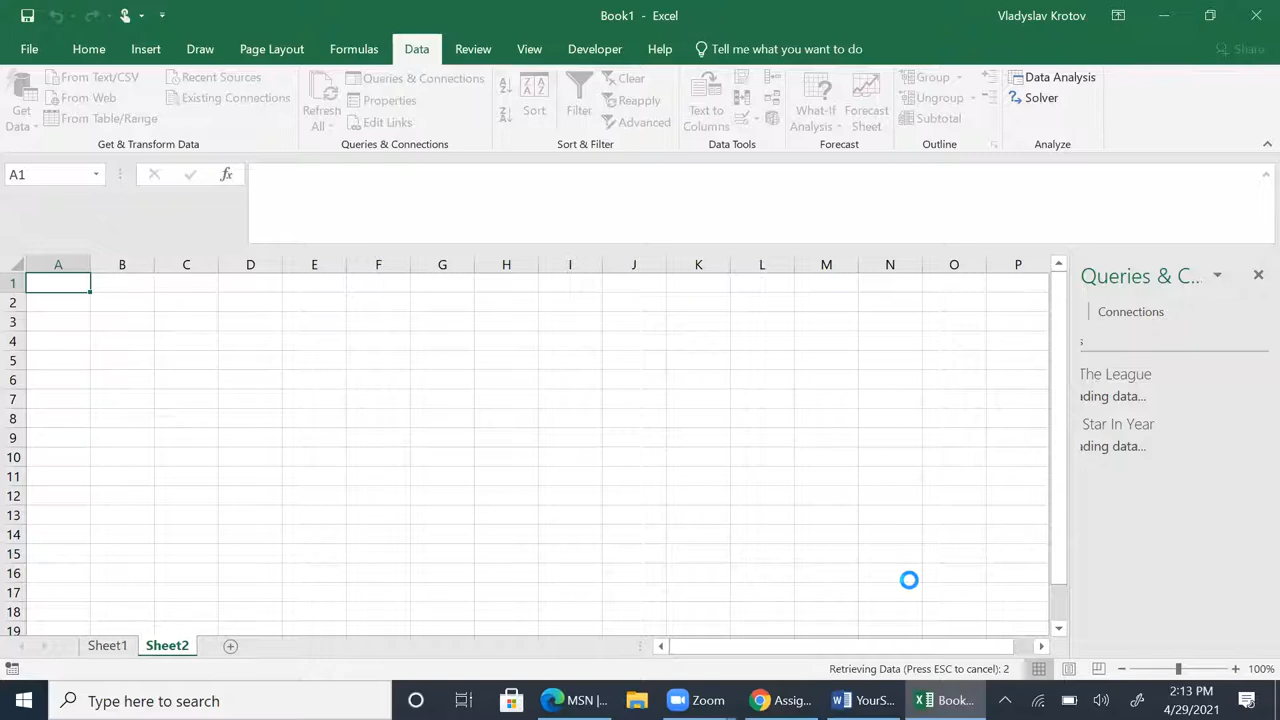 Book1 - Excel
Vladyslav Krotov
File Home Insert Draw Page Layout Formulas Data Review View Developer Help Tell me what you want to do Share
Get Data
From Text/CSV
From Web
From Table/Range
Recent Sources
Existing Connections
Get & Transform Data
Refresh All
Queries & Connections
Properties
Edit Links
Queries & Connections
Sort
Filter
Clear
Reapply
Advanced
Sort & Filter
Text to Columns
Data Tools
What-If Analysis
Forecast Sheet
Forecast
Group
Ungroup
Subtotal
Outline
Data Analysis
Solver
Analyze
A1
fx
A B C D E F G H I J K L M N O P
1
2
3
4
5
6
7
8
9
10
11
12
13
14
15
16
17
18
19
Queries & C...
Connections
s
The League
ading data...
Star In Year
ading data...
Sheet1 Sheet2
Retrieving Data (Press ESC to cancel): 2
100%
Type here to search
MSN |...
Zoom
Assig...
YourS...
Book...
2:13 PM
4/29/2021